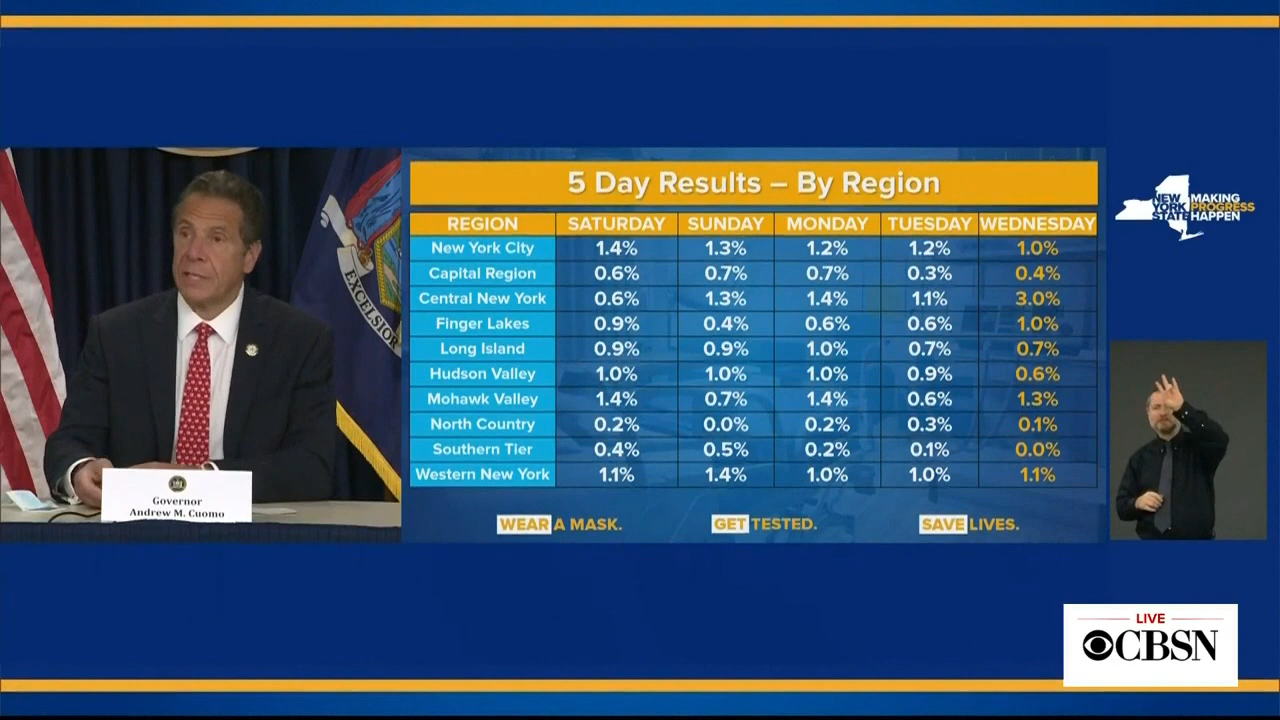 5 Day Results – By Region
REGION SATURDAY SUNDAY MONDAY TUESDAY WEDNESDAY
New York City 1.4% 1.3% 1.2% 1.2% 1.0%
Capital Region 0.6% 0.7% 0.7% 0.3% 0.4%
Central New York 0.6% 1.3% 1.4% 1.1% 3.0%
Finger Lakes 0.9% 0.4% 0.6% 0.6% 1.0%
Long Island 0.9% 0.9% 1.0% 0.7% 0.7%
Hudson Valley 1.0% 1.0% 1.0% 0.9% 0.6%
Mohawk Valley 1.4% 0.7% 1.4% 0.6% 1.3%
North Country 0.2% 0.0% 0.2% 0.3% 0.1%
Southern Tier 0.4% 0.5% 0.2% 0.1% 0.0%
Western New York 1.1% 1.4% 1.0% 1.0% 1.1%
WEAR A MASK. GET TESTED. SAVE LIVES.
EXCELSIOR
Governor
Andrew M. Cuomo
NEW YORK STATE
MAKING
PROGRESS
HAPPEN
LIVE
CBSN